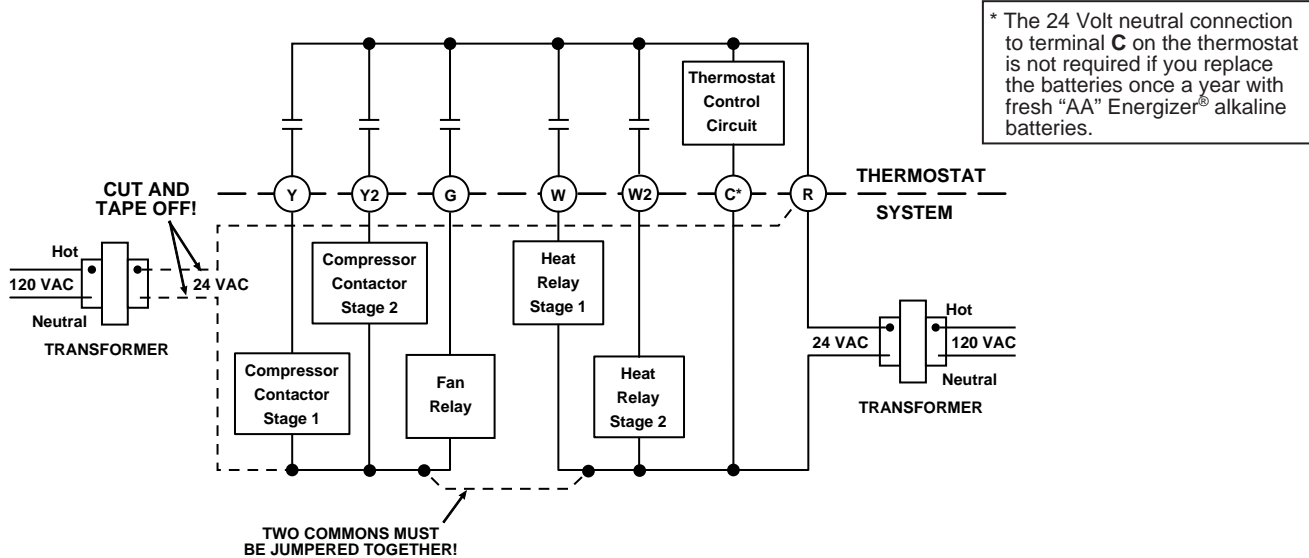 * The 24 Volt neutral connection
to terminal C on the thermostat
is not required if you replace
the batteries once a year with
fresh “AA” Energizer® alkaline
batteries.
Thermostat
Control
Circuit
CUT AND
TAPE OFF!
Y
Y2
G
W
W2
C*
R
THERMOSTAT
SYSTEM
Hot
120 VAC
24 VAC
Neutral
TRANSFORMER
Compressor
Contactor
Stage 2
Heat
Relay
Stage 1
Compressor
Contactor
Stage 1
Fan
Relay
Heat
Relay
Stage 2
Hot
24 VAC
120 VAC
Neutral
TRANSFORMER
TWO COMMONS MUST
BE JUMPERED TOGETHER!